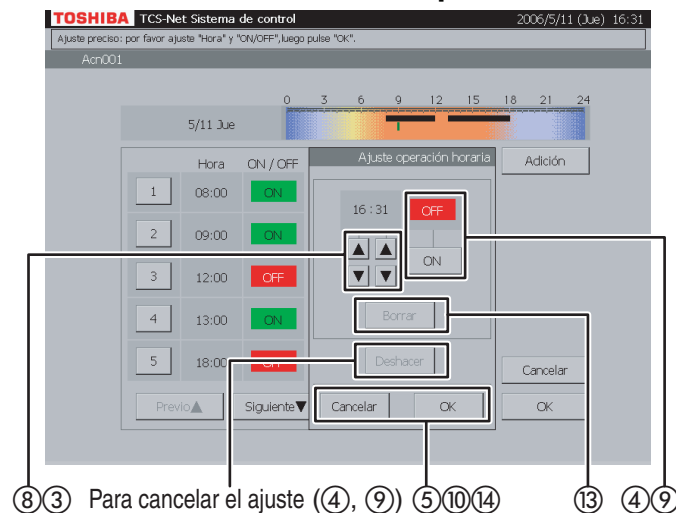 TOSHIBA TCS-Net Sistema de control 2006/5/11 (Jue) 16:31
Ajuste preciso: por favor ajuste "Hora" y "ON/OFF",luego pulse "OK".
Acn001
0 3 6 9 12 15 18 21 24
5/11 Jue
Hora ON / OFF Ajuste operación horaria Adición
1 08:00 ON
16:31 OFF
2 09:00 ON
▲ ▲ ON
3 12:00 OFF ▼ ▼
4 13:00 ON Borrar
5 18:00 OFF Deshacer Cancelar
Previo▲ Siguiente▼ Cancelar OK OK
⑧③ Para cancelar el ajuste (④, ⑨) ⑤⑩⑭ ⑬ ④⑨